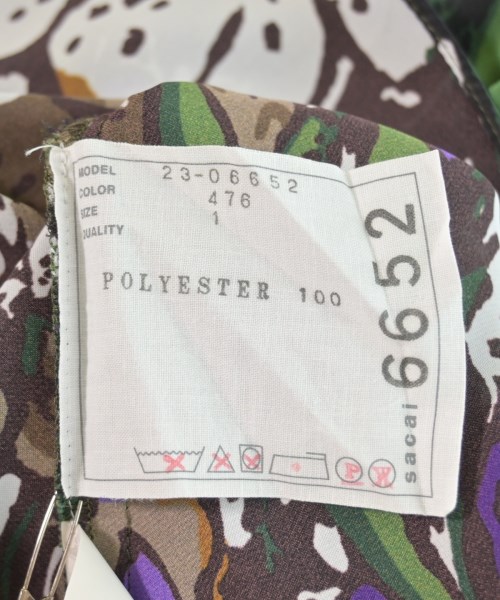 MODEL 23-06652
COLOR 476
SIZE 1
QUALITY
POLYESTER 100
P W
sacai 6652